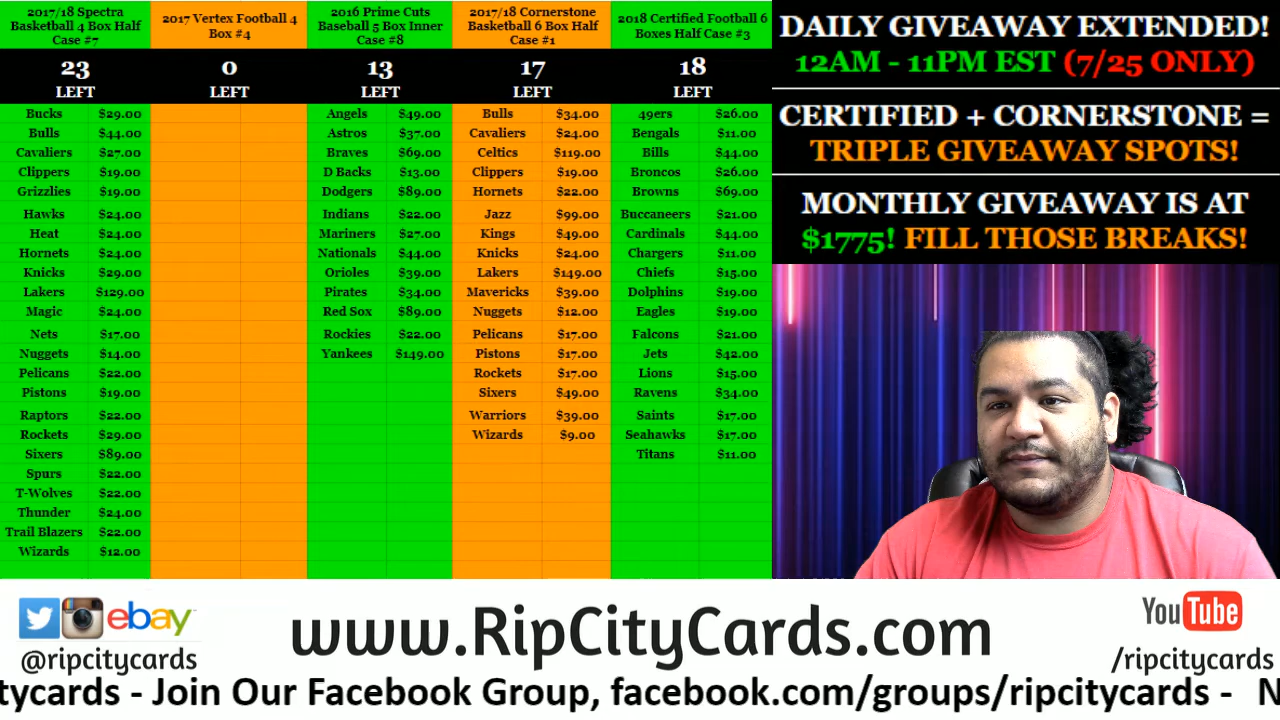 2017/18 Spectra
Basketball 4 Box Half
Case #7
23
LEFT
Bucks $29.00
Bulls $44.00
Cavaliers $27.00
Clippers $19.00
Grizzlies $19.00
Hawks $24.00
Heat $24.00
Hornets $24.00
Knicks $29.00
Lakers $129.00
Magic $24.00
Nets $17.00
Nuggets $14.00
Pelicans $22.00
Pistons $19.00
Raptors $22.00
Rockets $29.00
Sixers $89.00
Spurs $22.00
T-Wolves $22.00
Thunder $24.00
Trail Blazers $22.00
Wizards $12.00
2017 Vertex Football 4
Box #4
0
LEFT
2016 Prime Cuts
Baseball 5 Box Inner
Case #8
13
LEFT
Angels $49.00
Astros $37.00
Braves $69.00
D Backs $13.00
Dodgers $89.00
Indians $22.00
Mariners $27.00
Nationals $44.00
Orioles $39.00
Pirates $34.00
Red Sox $89.00
Rockies $22.00
Yankees $149.00
2017/18 Cornerstone
Basketball 6 Box Half
Case #1
17
LEFT
Bulls $34.00
Cavaliers $24.00
Celtics $119.00
Clippers $19.00
Hornets $22.00
Jazz $99.00
Kings $49.00
Knicks $24.00
Lakers $149.00
Mavericks $39.00
Nuggets $12.00
Pelicans $17.00
Pistons $17.00
Rockets $17.00
Sixers $49.00
Warriors $39.00
Wizards $9.00
2018 Certified Football 6
Boxes Half Case #3
18
LEFT
49ers $26.00
Bengals $11.00
Bills $44.00
Broncos $26.00
Browns $69.00
Buccaneers $21.00
Cardinals $44.00
Chargers $11.00
Chiefs $15.00
Dolphins $19.00
Eagles $19.00
Falcons $21.00
Jets $42.00
Lions $15.00
Ravens $34.00
Saints $17.00
Seahawks $17.00
Titans $11.00
DAILY GIVEAWAY EXTENDED!
12AM - 11PM EST (7/25 ONLY)
CERTIFIED + CORNERSTONE =
TRIPLE GIVEAWAY SPOTS!
MONTHLY GIVEAWAY IS AT
$1775! FILL THOSE BREAKS!
ebay
@ripcitycards
www.RipCityCards.com
YouTube
/ripcitycards
tycards - Join Our Facebook Group, facebook.com/groups/ripcitycards - N